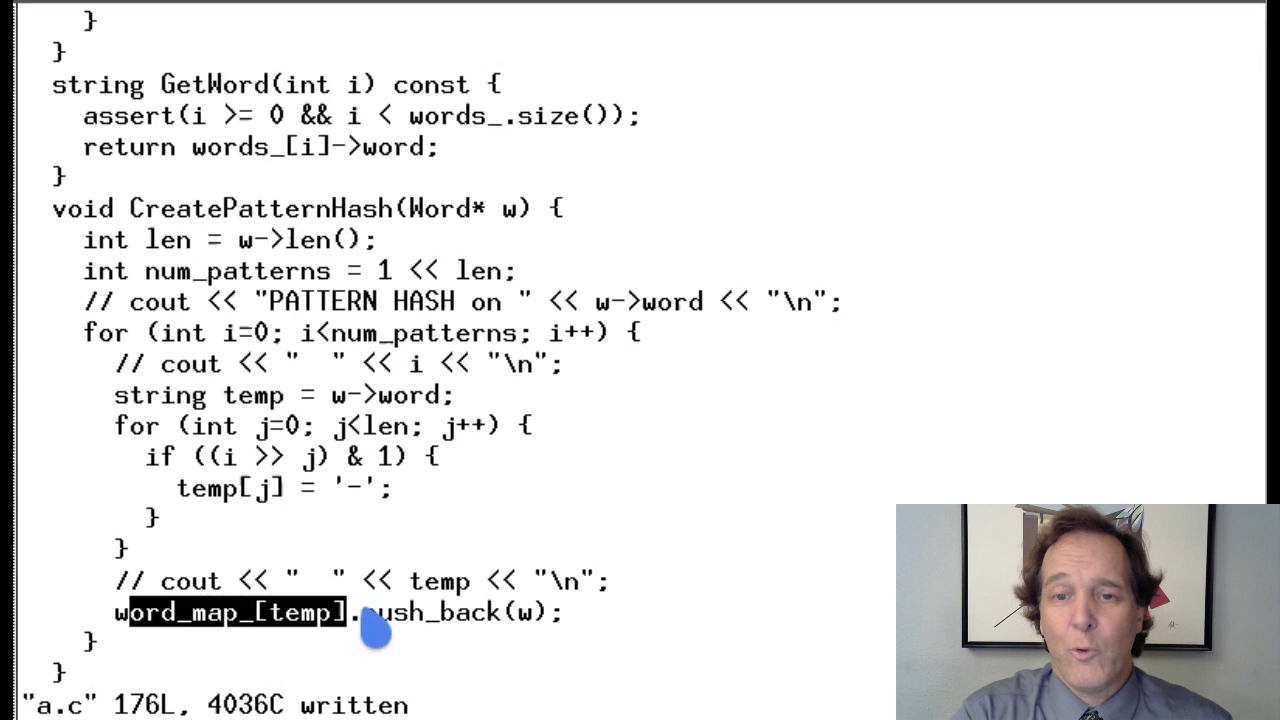 }
  }
  string GetWord(int i) const {
    assert(i >= 0 && i < words_.size());
    return words_[i]->word;
  }
  void CreatePatternHash(Word* w) {
    int len = w->len();
    int num_patterns = 1 << len;
    // cout << "PATTERN HASH on " << w->word << "\n";
    for (int i=0; i<num_patterns; i++) {
      // cout << "  " << i << "\n";
      string temp = w->word;
      for (int j=0; j<len; j++) {
        if ((i >> j) & 1) {
          temp[j] = '-';
        }
      }
      // cout << "  " << temp << "\n";
      word_map_[temp].push_back(w);
    }
  }
"a.c" 176L, 4036C written